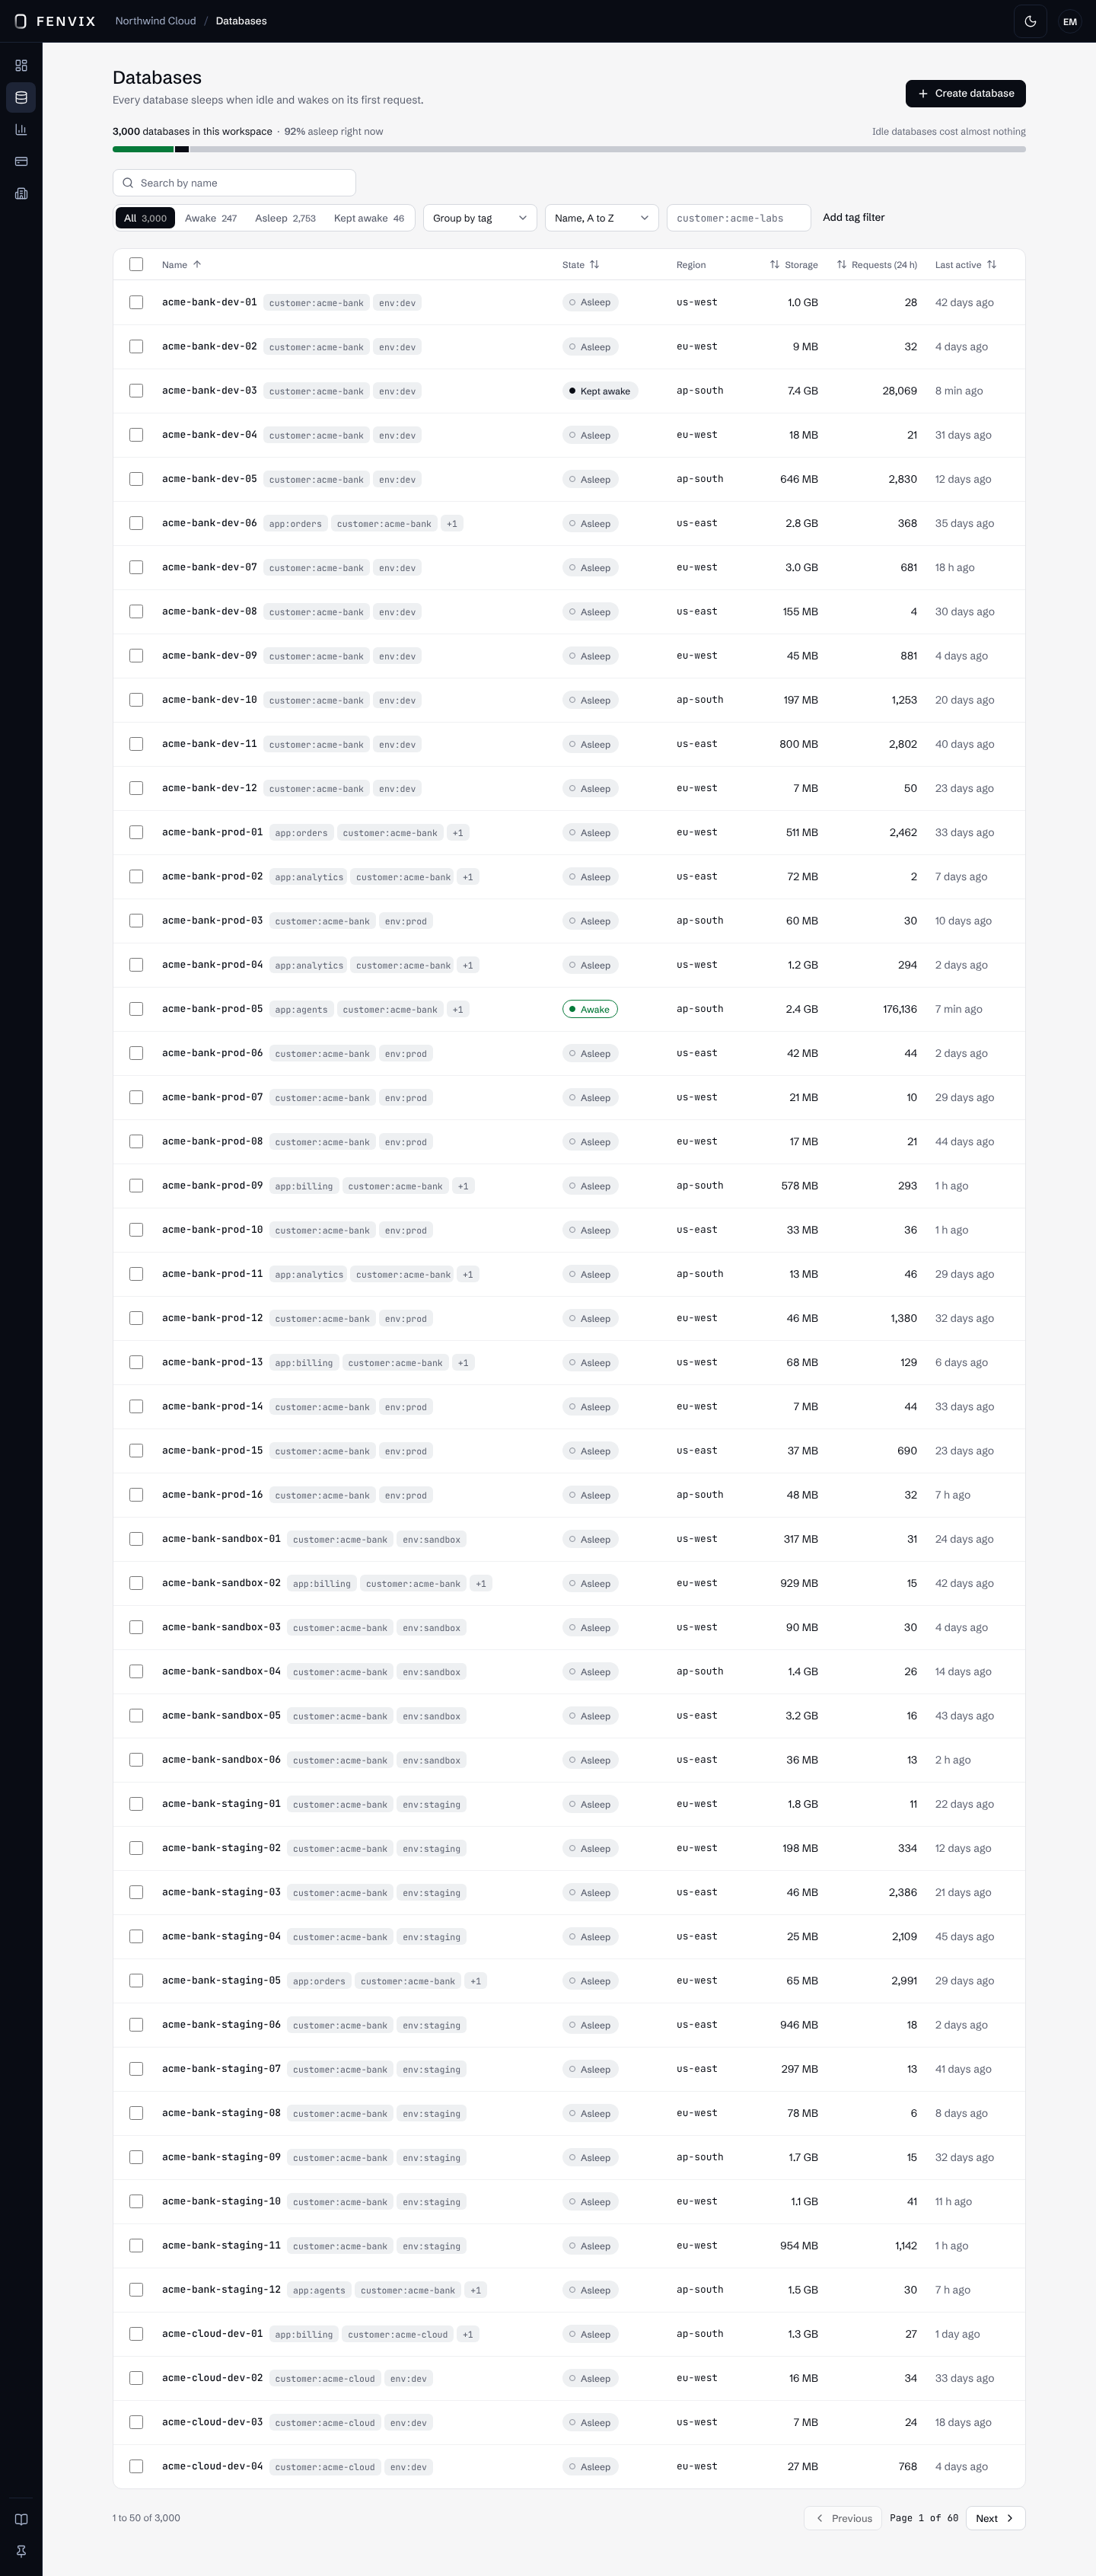 FENVIX Northwind Cloud / Databases EM
Databases
Every database sleeps when idle and wakes on its first request.
+ Create database
3,000 databases in this workspace · 92% asleep right now Idle databases cost almost nothing
Search by name
All 3,000 Awake 247 Asleep 2,753 Kept awake 46 Group by tag Name, A to Z customer:acme-labs Add tag filter
Name State Region Storage Requests (24 h) Last active
acme-bank-dev-01 customer:acme-bank env:dev Asleep us-west 1.0 GB 28 42 days ago
acme-bank-dev-02 customer:acme-bank env:dev Asleep eu-west 9 MB 32 4 days ago
acme-bank-dev-03 customer:acme-bank env:dev Kept awake ap-south 7.4 GB 28,069 8 min ago
acme-bank-dev-04 customer:acme-bank env:dev Asleep eu-west 18 MB 21 31 days ago
acme-bank-dev-05 customer:acme-bank env:dev Asleep ap-south 646 MB 2,830 12 days ago
acme-bank-dev-06 app:orders customer:acme-bank +1 Asleep us-east 2.8 GB 368 35 days ago
acme-bank-dev-07 customer:acme-bank env:dev Asleep eu-west 3.0 GB 681 18 h ago
acme-bank-dev-08 customer:acme-bank env:dev Asleep us-east 155 MB 4 30 days ago
acme-bank-dev-09 customer:acme-bank env:dev Asleep eu-west 45 MB 881 4 days ago
acme-bank-dev-10 customer:acme-bank env:dev Asleep ap-south 197 MB 1,253 20 days ago
acme-bank-dev-11 customer:acme-bank env:dev Asleep us-east 800 MB 2,802 40 days ago
acme-bank-dev-12 customer:acme-bank env:dev Asleep eu-west 7 MB 50 23 days ago
acme-bank-prod-01 app:orders customer:acme-bank +1 Asleep eu-west 511 MB 2,462 33 days ago
acme-bank-prod-02 app:analytics customer:acme-bank +1 Asleep us-east 72 MB 2 7 days ago
acme-bank-prod-03 customer:acme-bank env:prod Asleep ap-south 60 MB 30 10 days ago
acme-bank-prod-04 app:analytics customer:acme-bank +1 Asleep us-west 1.2 GB 294 2 days ago
acme-bank-prod-05 app:agents customer:acme-bank +1 Awake ap-south 2.4 GB 176,136 7 min ago
acme-bank-prod-06 customer:acme-bank env:prod Asleep us-east 42 MB 44 2 days ago
acme-bank-prod-07 customer:acme-bank env:prod Asleep us-west 21 MB 10 29 days ago
acme-bank-prod-08 customer:acme-bank env:prod Asleep eu-west 17 MB 21 44 days ago
acme-bank-prod-09 app:billing customer:acme-bank +1 Asleep ap-south 578 MB 293 1 h ago
acme-bank-prod-10 customer:acme-bank env:prod Asleep us-east 33 MB 36 1 h ago
acme-bank-prod-11 app:analytics customer:acme-bank +1 Asleep ap-south 13 MB 46 29 days ago
acme-bank-prod-12 customer:acme-bank env:prod Asleep eu-west 46 MB 1,380 32 days ago
acme-bank-prod-13 app:billing customer:acme-bank +1 Asleep us-west 68 MB 129 6 days ago
acme-bank-prod-14 customer:acme-bank env:prod Asleep eu-west 7 MB 44 33 days ago
acme-bank-prod-15 customer:acme-bank env:prod Asleep us-east 37 MB 690 23 days ago
acme-bank-prod-16 customer:acme-bank env:prod Asleep ap-south 48 MB 32 7 h ago
acme-bank-sandbox-01 customer:acme-bank env:sandbox Asleep us-west 317 MB 31 24 days ago
acme-bank-sandbox-02 app:billing customer:acme-bank +1 Asleep eu-west 929 MB 15 42 days ago
acme-bank-sandbox-03 customer:acme-bank env:sandbox Asleep us-west 90 MB 30 4 days ago
acme-bank-sandbox-04 customer:acme-bank env:sandbox Asleep ap-south 1.4 GB 26 14 days ago
acme-bank-sandbox-05 customer:acme-bank env:sandbox Asleep us-east 3.2 GB 16 43 days ago
acme-bank-sandbox-06 customer:acme-bank env:sandbox Asleep us-east 36 MB 13 2 h ago
acme-bank-staging-01 customer:acme-bank env:staging Asleep eu-west 1.8 GB 11 22 days ago
acme-bank-staging-02 customer:acme-bank env:staging Asleep eu-west 198 MB 334 12 days ago
acme-bank-staging-03 customer:acme-bank env:staging Asleep us-east 46 MB 2,386 21 days ago
acme-bank-staging-04 customer:acme-bank env:staging Asleep us-east 25 MB 2,109 45 days ago
acme-bank-staging-05 app:orders customer:acme-bank +1 Asleep eu-west 65 MB 2,991 29 days ago
acme-bank-staging-06 customer:acme-bank env:staging Asleep us-east 946 MB 18 2 days ago
acme-bank-staging-07 customer:acme-bank env:staging Asleep us-east 297 MB 13 41 days ago
acme-bank-staging-08 customer:acme-bank env:staging Asleep eu-west 78 MB 6 8 days ago
acme-bank-staging-09 customer:acme-bank env:staging Asleep ap-south 1.7 GB 15 32 days ago
acme-bank-staging-10 customer:acme-bank env:staging Asleep eu-west 1.1 GB 41 11 h ago
acme-bank-staging-11 customer:acme-bank env:staging Asleep eu-west 954 MB 1,142 1 h ago
acme-bank-staging-12 app:agents customer:acme-bank +1 Asleep ap-south 1.5 GB 30 7 h ago
acme-cloud-dev-01 app:billing customer:acme-cloud +1 Asleep ap-south 1.3 GB 27 1 day ago
acme-cloud-dev-02 customer:acme-cloud env:dev Asleep eu-west 16 MB 34 33 days ago
acme-cloud-dev-03 customer:acme-cloud env:dev Asleep us-west 7 MB 24 18 days ago
acme-cloud-dev-04 customer:acme-cloud env:dev Asleep us-west 27 MB 768 4 days ago
1 to 50 of 3,000 Previous Page 1 of 60 Next